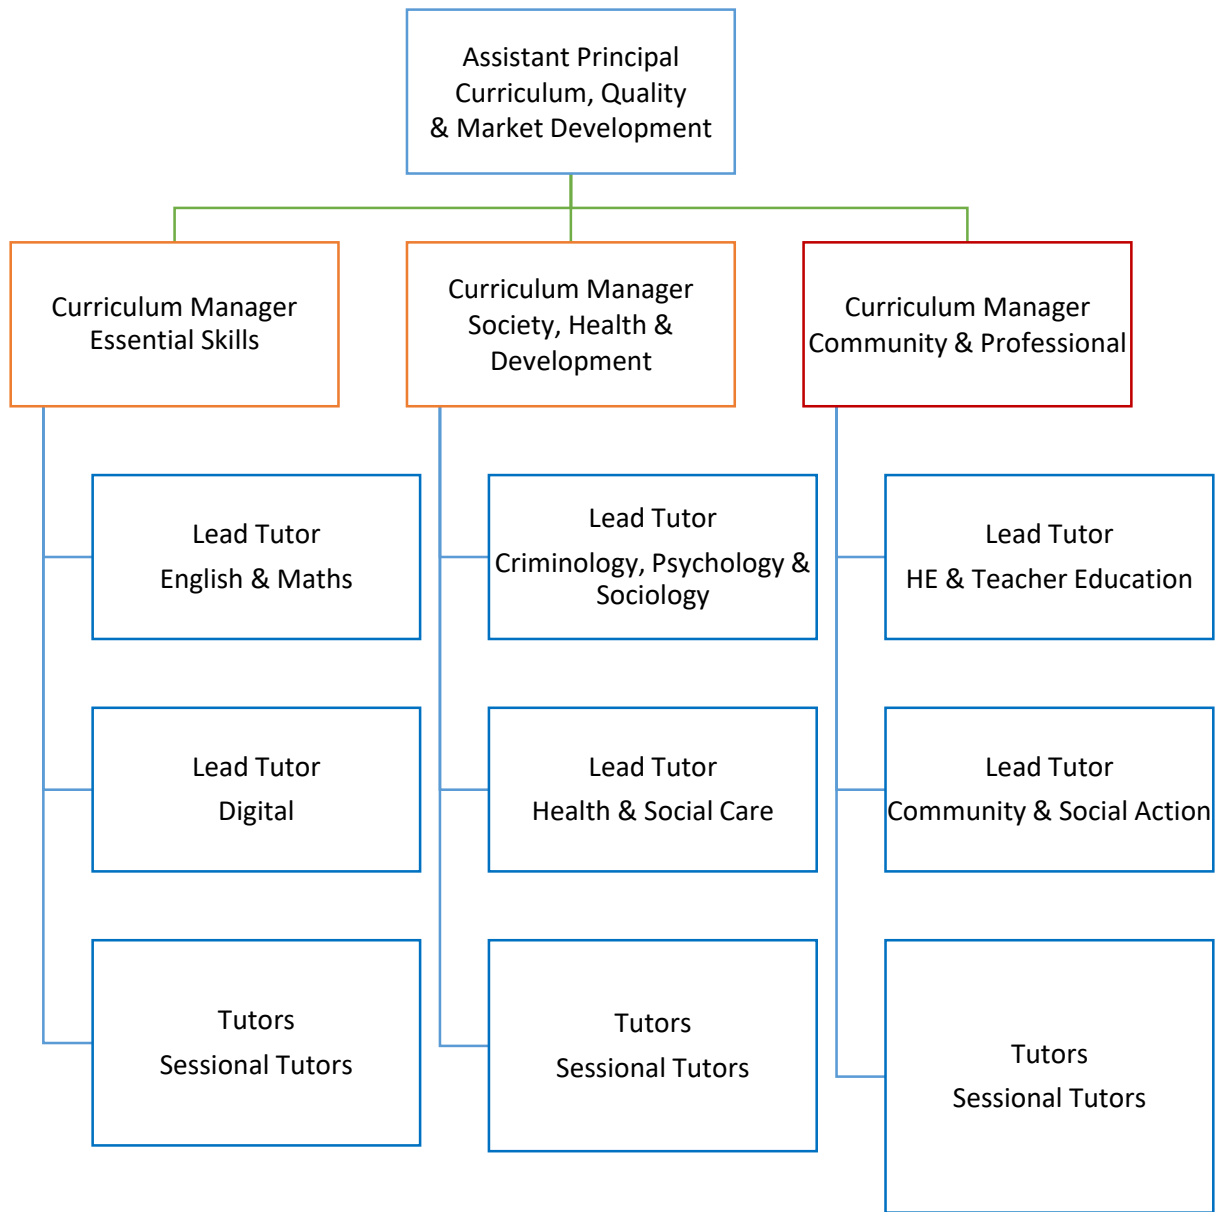 Assistant Principal
Curriculum, Quality
& Market Development
Curriculum Manager
Essential Skills
Curriculum Manager
Society, Health &
Development
Curriculum Manager
Community & Professional
Lead Tutor
English & Maths
Lead Tutor
Criminology, Psychology &
Sociology
Lead Tutor
HE & Teacher Education
Lead Tutor
Digital
Lead Tutor
Health & Social Care
Lead Tutor
Community & Social Action
Tutors
Sessional Tutors
Tutors
Sessional Tutors
Tutors
Sessional Tutors